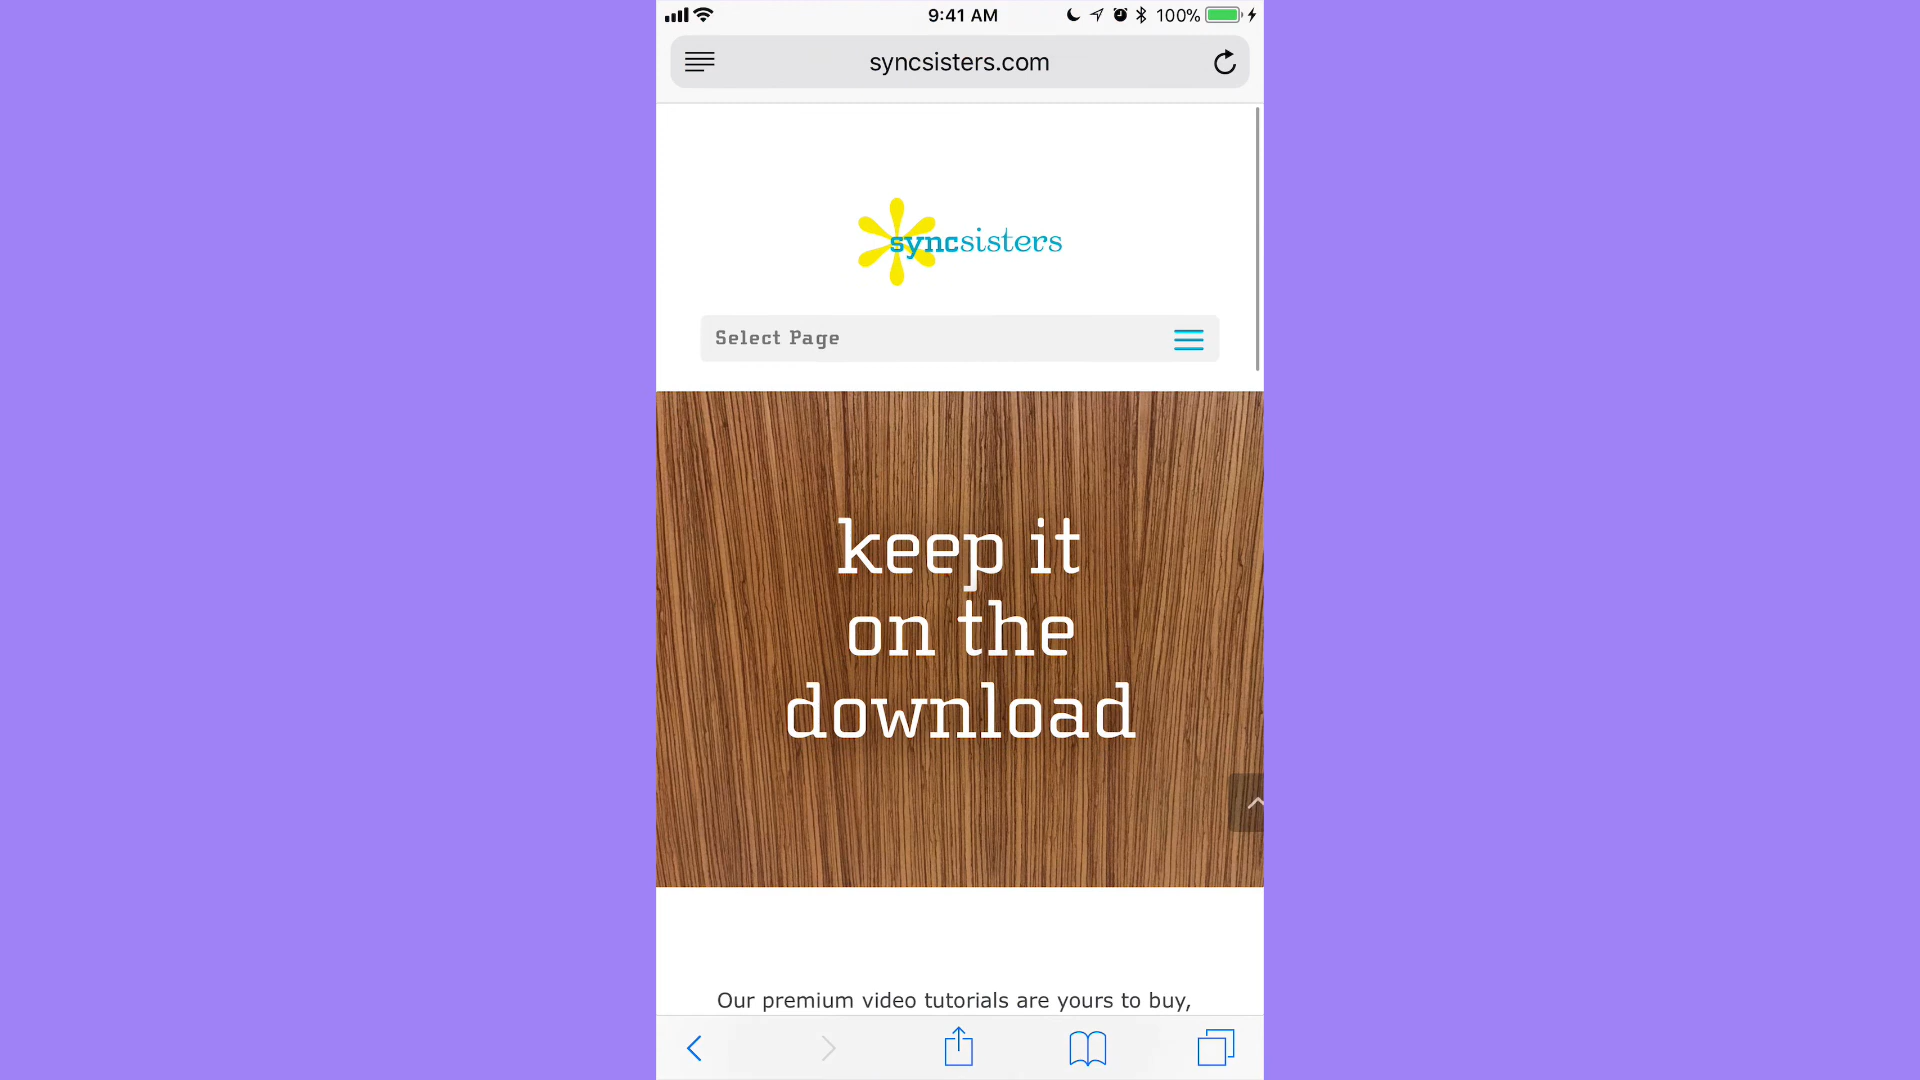 9:41 AM
100%
syncsisters.com
syncsisters
Select Page
keep it
on the
download
Our premium video tutorials are yours to buy,